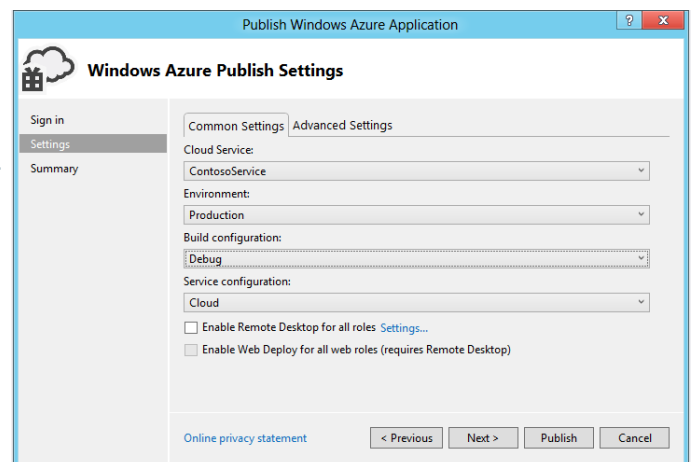 Publish Windows Azure Application
? X
Windows Azure Publish Settings
Sign in
Settings
Summary
Common Settings Advanced Settings
Cloud Service:
ContosoService
Environment:
Production
Build configuration:
Debug
Service configuration:
Cloud
Enable Remote Desktop for all roles Settings...
Enable Web Deploy for all web roles (requires Remote Desktop)
Online privacy statement
< Previous Next > Publish Cancel